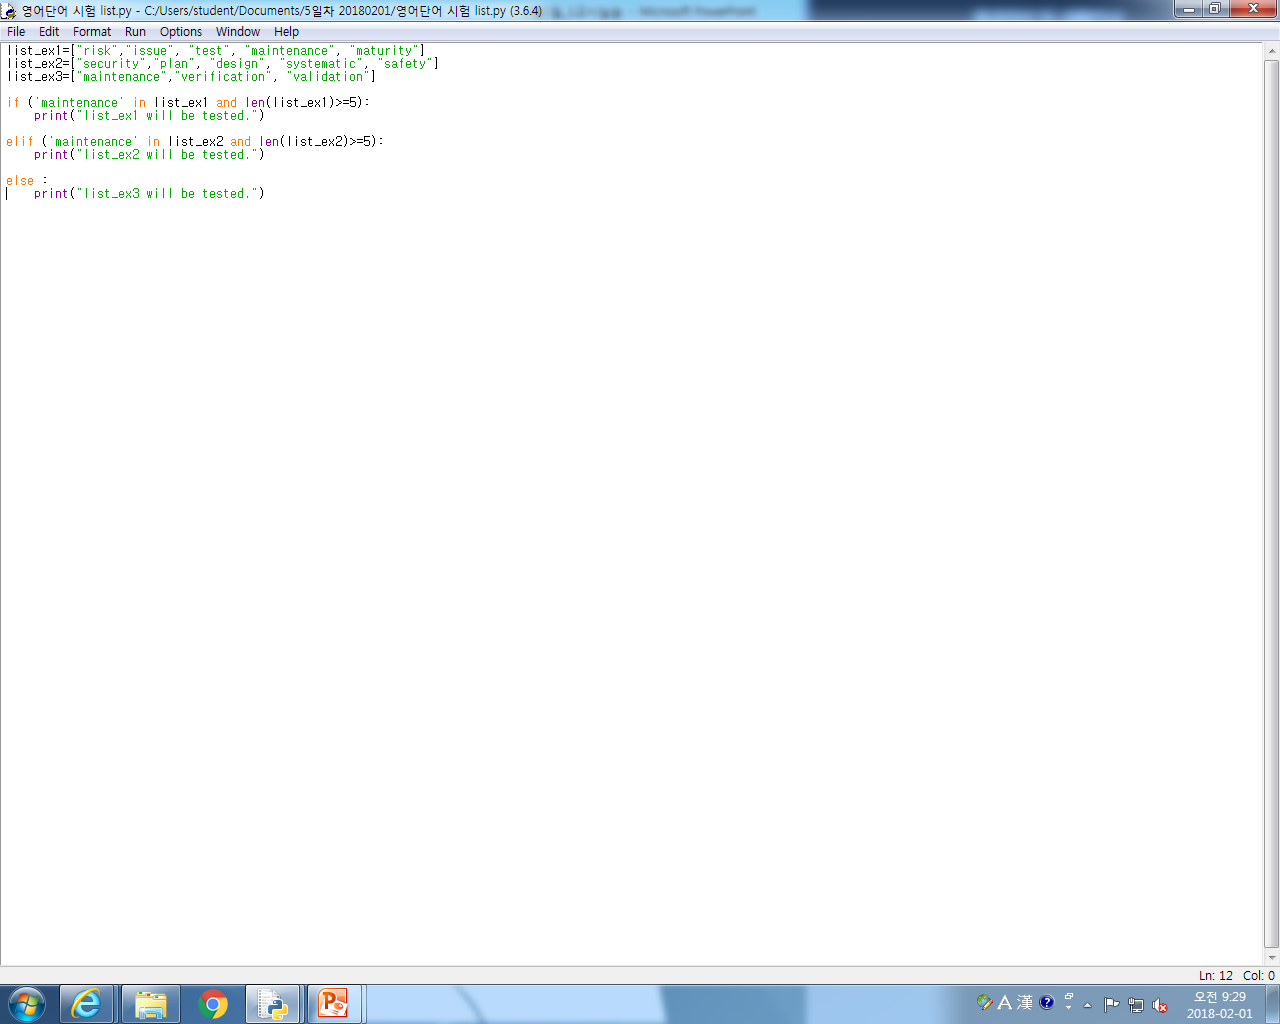 영어단어 시험 list.py - C:/Users/student/Documents/5일차 20180201/영어단어 시험 list.py (3.6.4)
Microsoft PowerPoint
File Edit Format Run Options Window Help
list_ex1=["risk","issue", "test", "maintenance", "maturity"]
list_ex2=["security","plan", "design", "systematic", "safety"]
list_ex3=["maintenance","verification", "validation"]
if ('maintenance' in list_ex1 and len(list_ex1)>=5):
    print("list_ex1 will be tested.")
elif ('maintenance' in list_ex2 and len(list_ex2)>=5):
    print("list_ex2 will be tested.")
else :
    print("list_ex3 will be tested.")
Ln: 12 Col: 0
A 漢
오전 9:29
2018-02-01